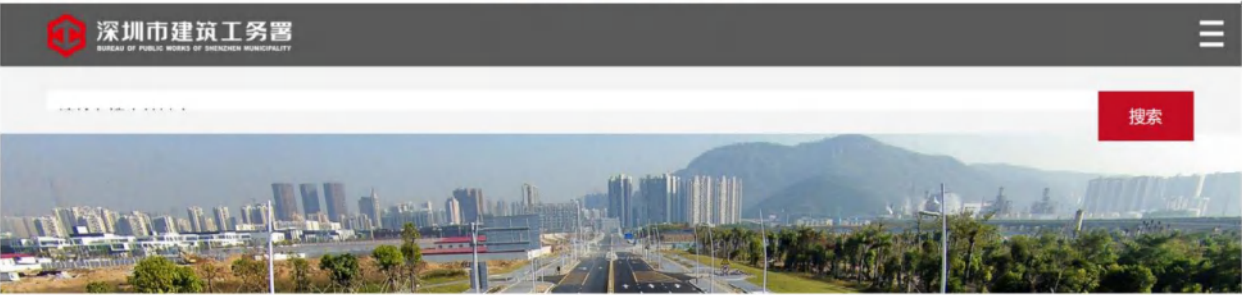 深圳市建筑工务署
BUREAU OF PUBLIC WORKS OF SHENZHEN MUNICIPALITY
搜索